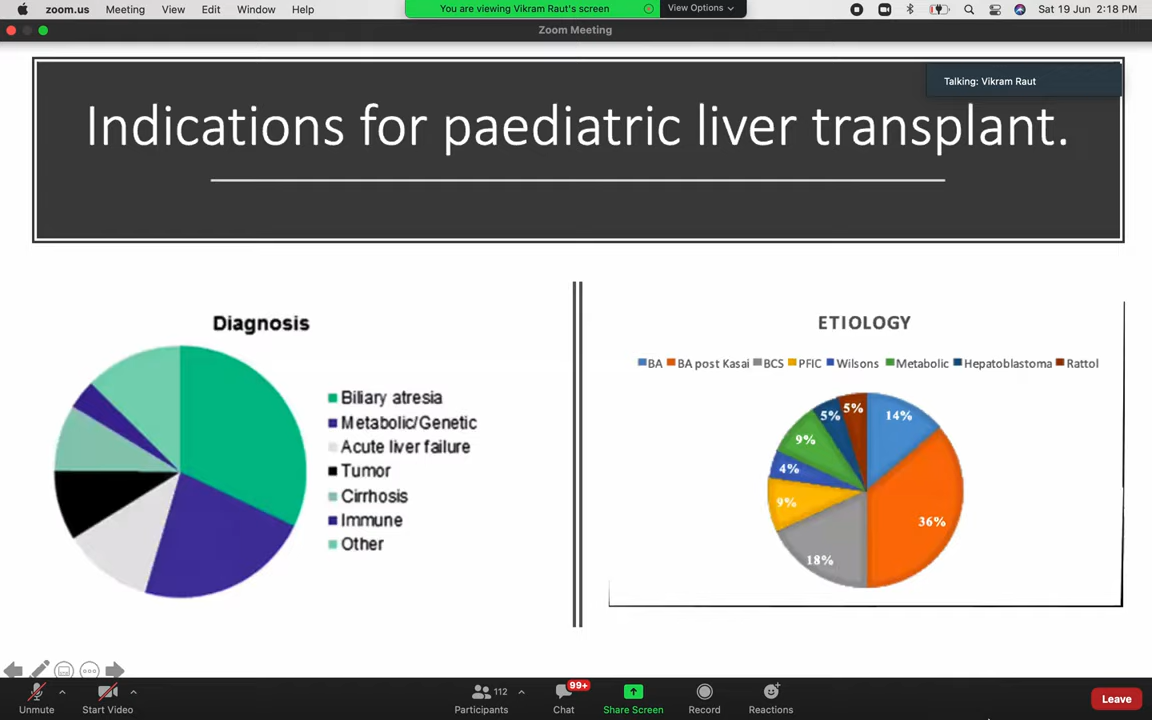 zoom.us Meeting View Edit Window Help
You are viewing Vikram Raut's screen View Options
Sat 19 Jun 2:18 PM
Zoom Meeting
Talking: Vikram Raut
Indications for paediatric liver transplant.
Diagnosis
Biliary atresia
Metabolic/Genetic
Acute liver failure
Tumor
Cirrhosis
Immune
Other
ETIOLOGY
BA BA post Kasai BCS PFIC Wilsons Metabolic Hepatoblastoma Rattol
5% 5% 14%
9%
4%
9%
36%
18%
112 99+
Unmute Start Video Participants Chat Share Screen Record Reactions Leave